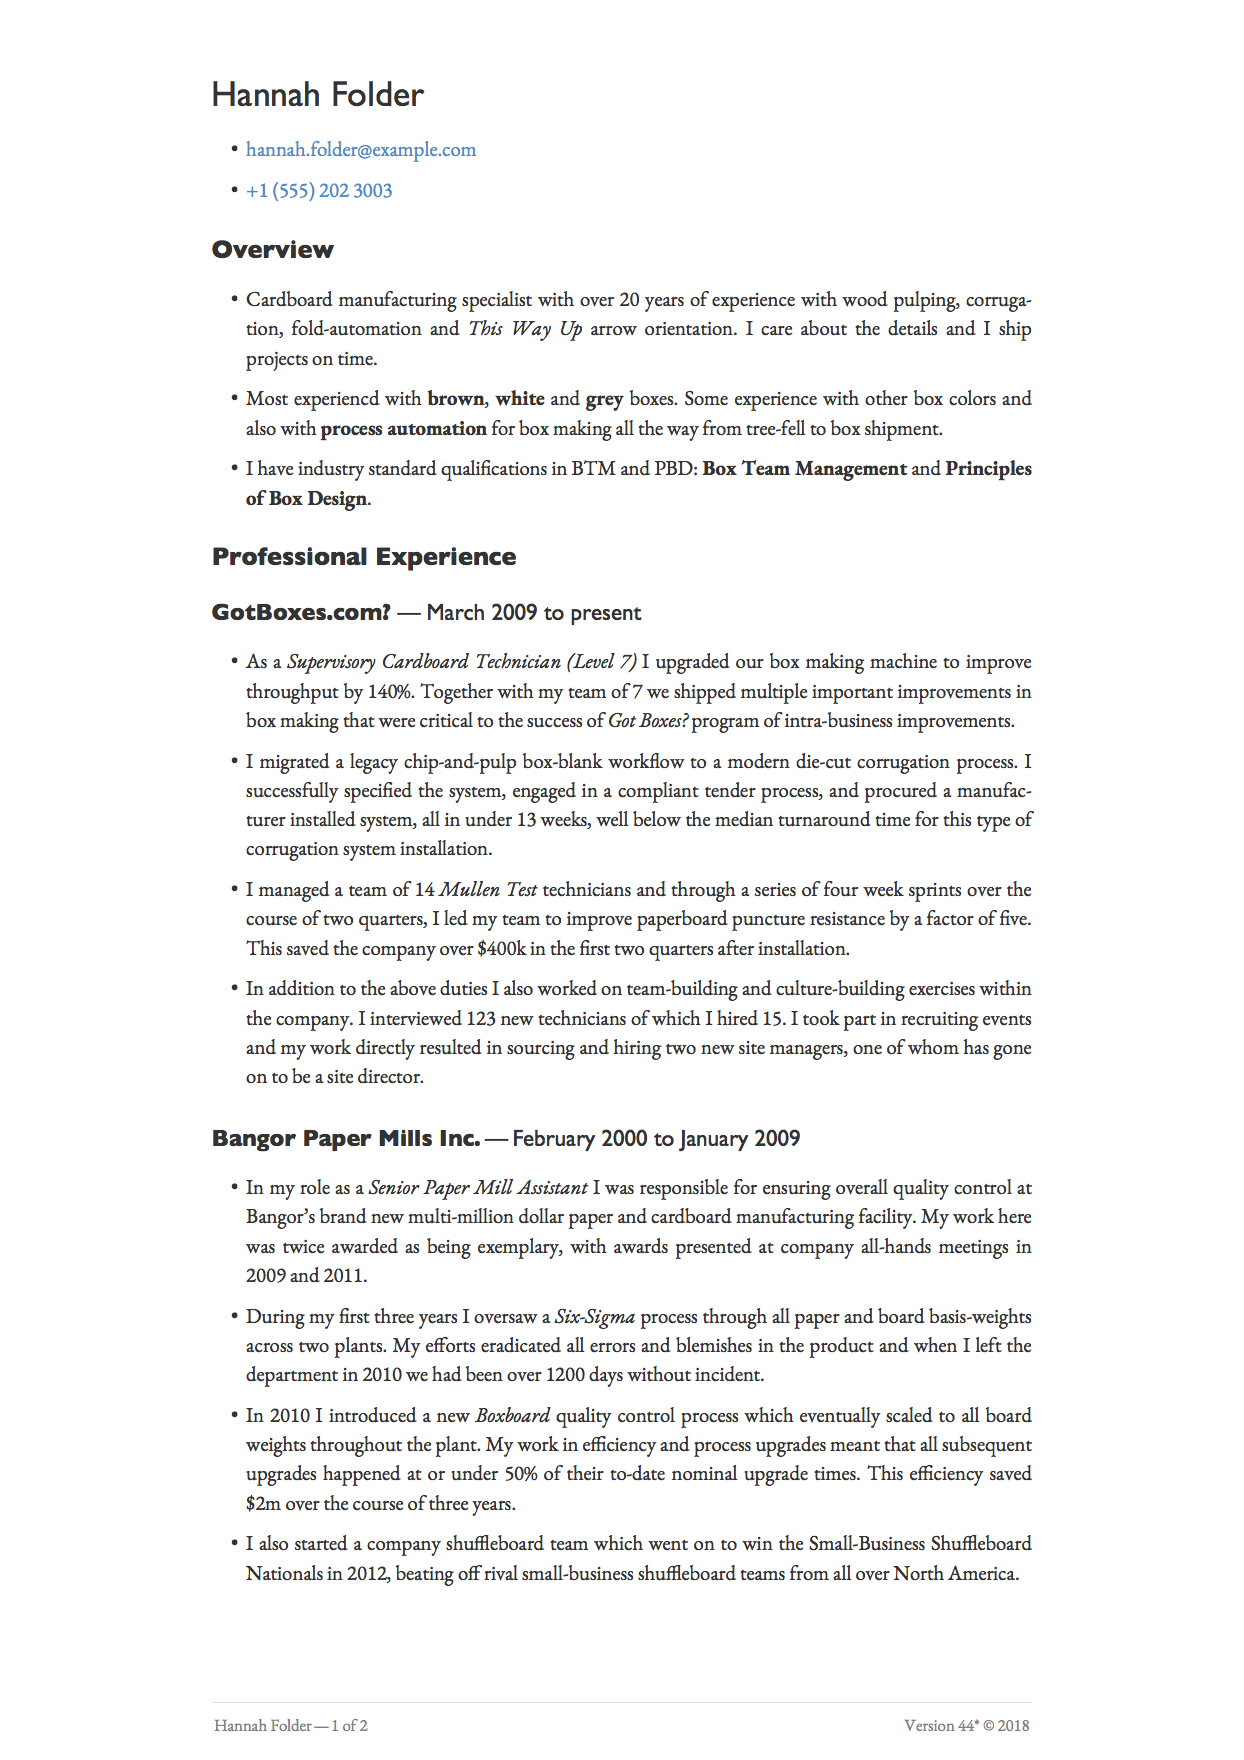 Hannah Folder
• hannah.folder@example.com
• +1 (555) 202 3003
Overview
• Cardboard manufacturing specialist with over 20 years of experience with wood pulping, corruga-
tion, fold-automation and This Way Up arrow orientation. I care about the details and I ship
projects on time.
• Most experiencd with brown, white and grey boxes. Some experience with other box colors and
also with process automation for box making all the way from tree-fell to box shipment.
• I have industry standard qualifications in BTM and PBD: Box Team Management and Principles
of Box Design.
Professional Experience
GotBoxes.com? — March 2009 to present
• As a Supervisory Cardboard Technician (Level 7) I upgraded our box making machine to improve
throughput by 140%. Together with my team of 7 we shipped multiple important improvements in
box making that were critical to the success of Got Boxes? program of intra-business improvements.
• I migrated a legacy chip-and-pulp box-blank workflow to a modern die-cut corrugation process. I
successfully specified the system, engaged in a compliant tender process, and procured a manufac-
turer installed system, all in under 13 weeks, well below the median turnaround time for this type of
corrugation system installation.
• I managed a team of 14 Mullen Test technicians and through a series of four week sprints over the
course of two quarters, I led my team to improve paperboard puncture resistance by a factor of five.
This saved the company over $400k in the first two quarters after installation.
• In addition to the above duties I also worked on team-building and culture-building exercises within
the company. I interviewed 123 new technicians of which I hired 15. I took part in recruiting events
and my work directly resulted in sourcing and hiring two new site managers, one of whom has gone
on to be a site director.
Bangor Paper Mills Inc. — February 2000 to January 2009
• In my role as a Senior Paper Mill Assistant I was responsible for ensuring overall quality control at
Bangor’s brand new multi-million dollar paper and cardboard manufacturing facility. My work here
was twice awarded as being exemplary, with awards presented at company all-hands meetings in
2009 and 2011.
• During my first three years I oversaw a Six-Sigma process through all paper and board basis-weights
across two plants. My efforts eradicated all errors and blemishes in the product and when I left the
department in 2010 we had been over 1200 days without incident.
• In 2010 I introduced a new Boxboard quality control process which eventually scaled to all board
weights throughout the plant. My work in efficiency and process upgrades meant that all subsequent
upgrades happened at or under 50% of their to-date nominal upgrade times. This efficiency saved
$2m over the course of three years.
• I also started a company shuffleboard team which went on to win the Small-Business Shuffleboard
Nationals in 2012, beating off rival small-business shuffleboard teams from all over North America.
Hannah Folder — 1 of 2
Version 44* © 2018